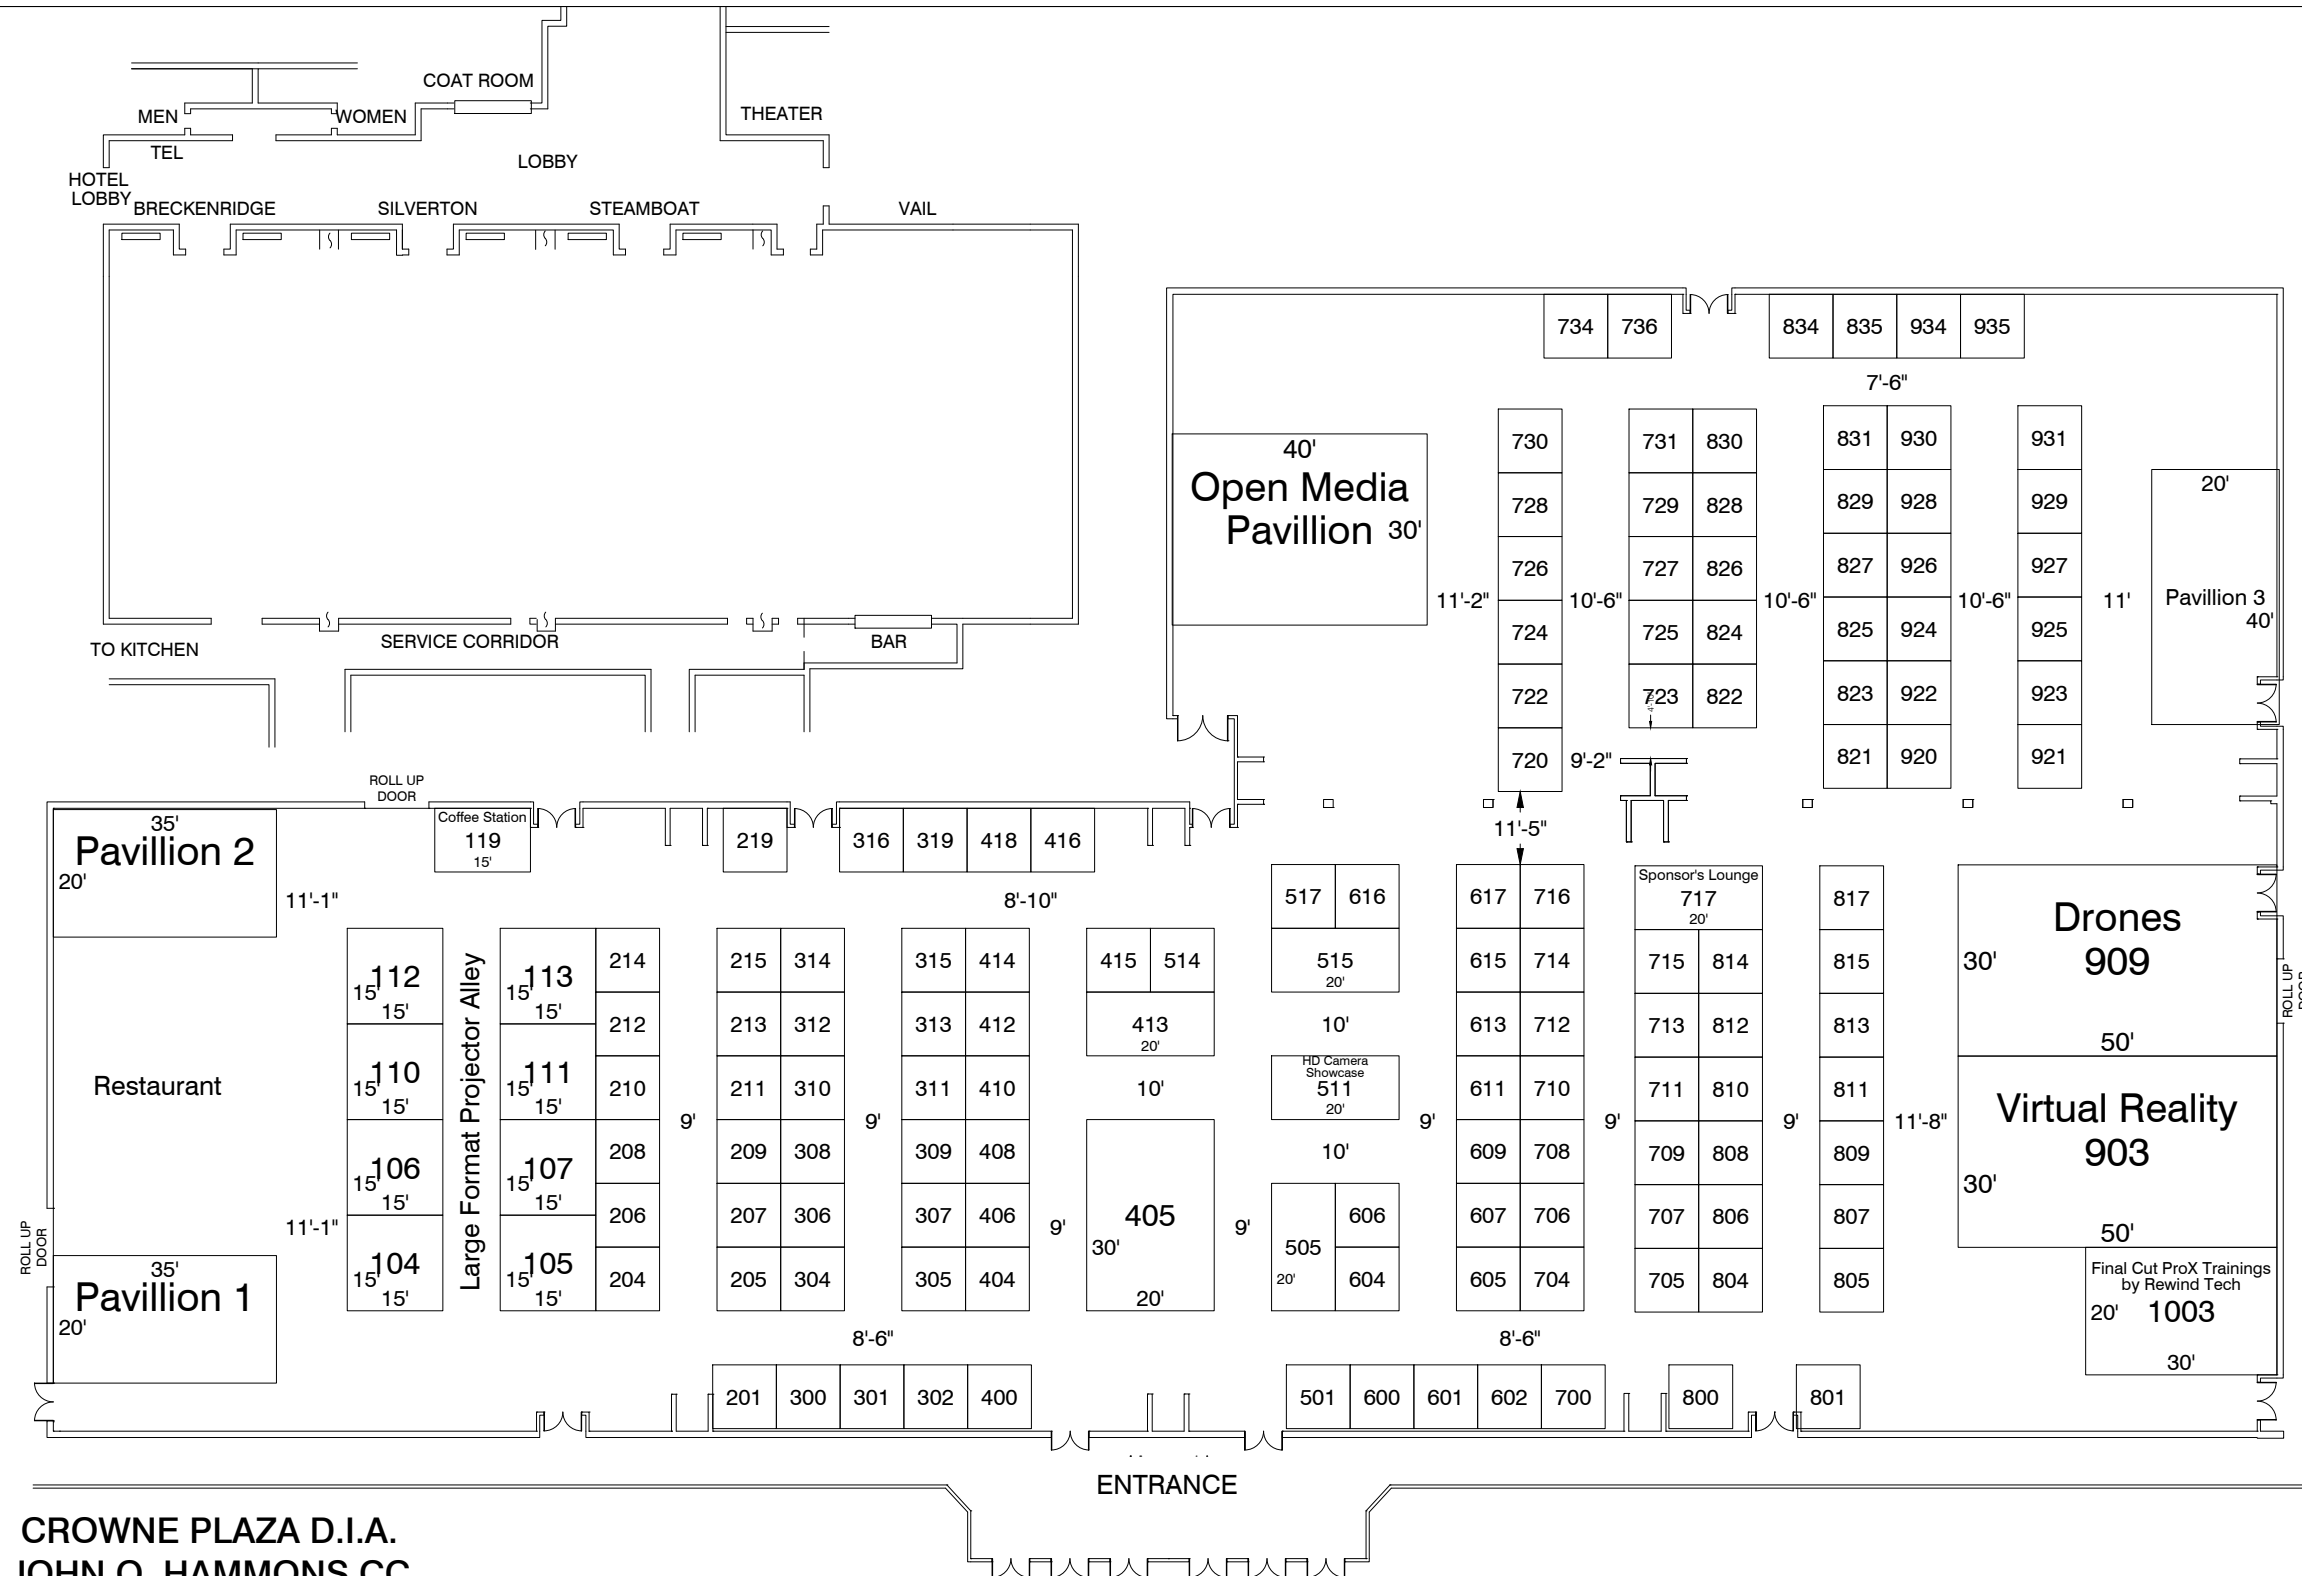 COAT ROOM
MEN
WOMEN
THEATER
TEL
LOBBY
HOTEL
LOBBY
BRECKENRIDGE
SILVERTON
STEAMBOAT
VAIL
TO KITCHEN
SERVICE CORRIDOR
BAR
734 736
834 835 934 935
7'-6"
40'
Open Media
Pavillion 30'
730 731 830 831 930 931
728 729 828 829 928 929
726 727 826 827 926 927
11'-2" 10'-6" 10'-6" 10'-6" 11'
724 725 824 825 924 925
722 723 822 823 922 923
720 9'-2" 821 920 921
20'
Pavillion 3
40'
11'-5"
ROLL UP
DOOR
35'
Pavillion 2
20'
11'-1"
Coffee Station
119
15'
219 316 319 418 416
8'-10"
Restaurant
112
15'
15'
110
15'
15'
106
15'
15'
104
15'
15'
11'-1"
Large Format Projector Alley
113
15'
15'
111
15'
15'
107
15'
15'
105
15'
15'
214
212
210
208
206
204
9'
215 314
213 312
211 310
209 308
207 306
205 304
9'
315 414
313 412
311 410
309 408
307 406
305 404
9'
415 514
413
20'
10'
405
30'
20'
9'
517 616
515
20'
10'
HD Camera
Showcase
511
20'
10'
505
20'
606
604
9'
617 716
615 714
613 712
611 710
609 708
607 706
605 704
9'
Sponsor's Lounge
717
20'
715 814
713 812
711 810
709 808
707 806
705 804
9'
817
815
813
811
809
807
805
11'-8"
Drones
909
30'
50'
Virtual Reality
903
30'
50'
Final Cut ProX Trainings
by Rewind Tech
20' 1003
30'
ROLL UP
ROLL UP
DOOR
35'
Pavillion 1
20'
8'-6"
8'-6"
201 300 301 302 400
501 600 601 602 700 800 801
ENTRANCE
CROWNE PLAZA D.I.A.
JOHN Q. HAMMONS CC